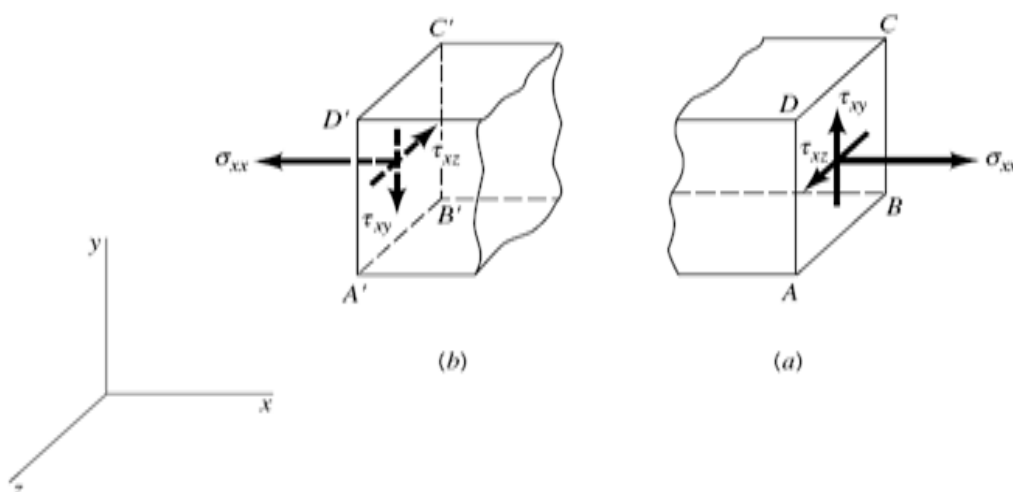 C'
C
D'
D
τxy
σxx
τxz
τxz
σxx
τxy
B'
B
y
A'
A
(b)
(a)
x
z